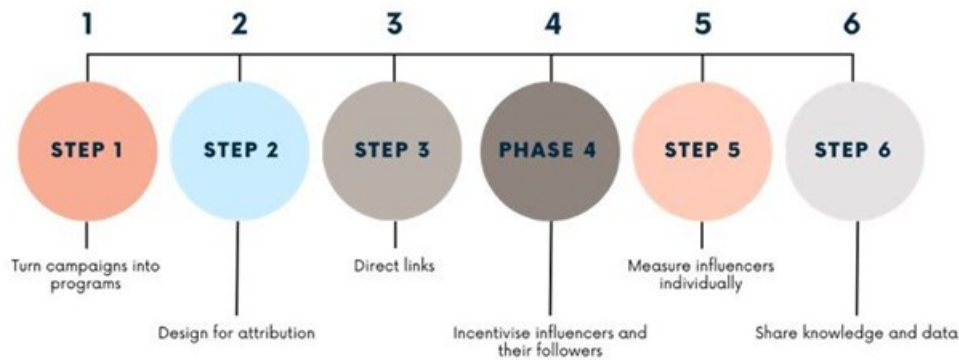 1 2 3 4 5 6
STEP 1 STEP 2 STEP 3 PHASE 4 STEP 5 STEP 6
Turn campaigns into
programs
Direct links
Measure influencers
individually
Design for attribution
Incentivise influencers and
their followers
Share knowledge and data